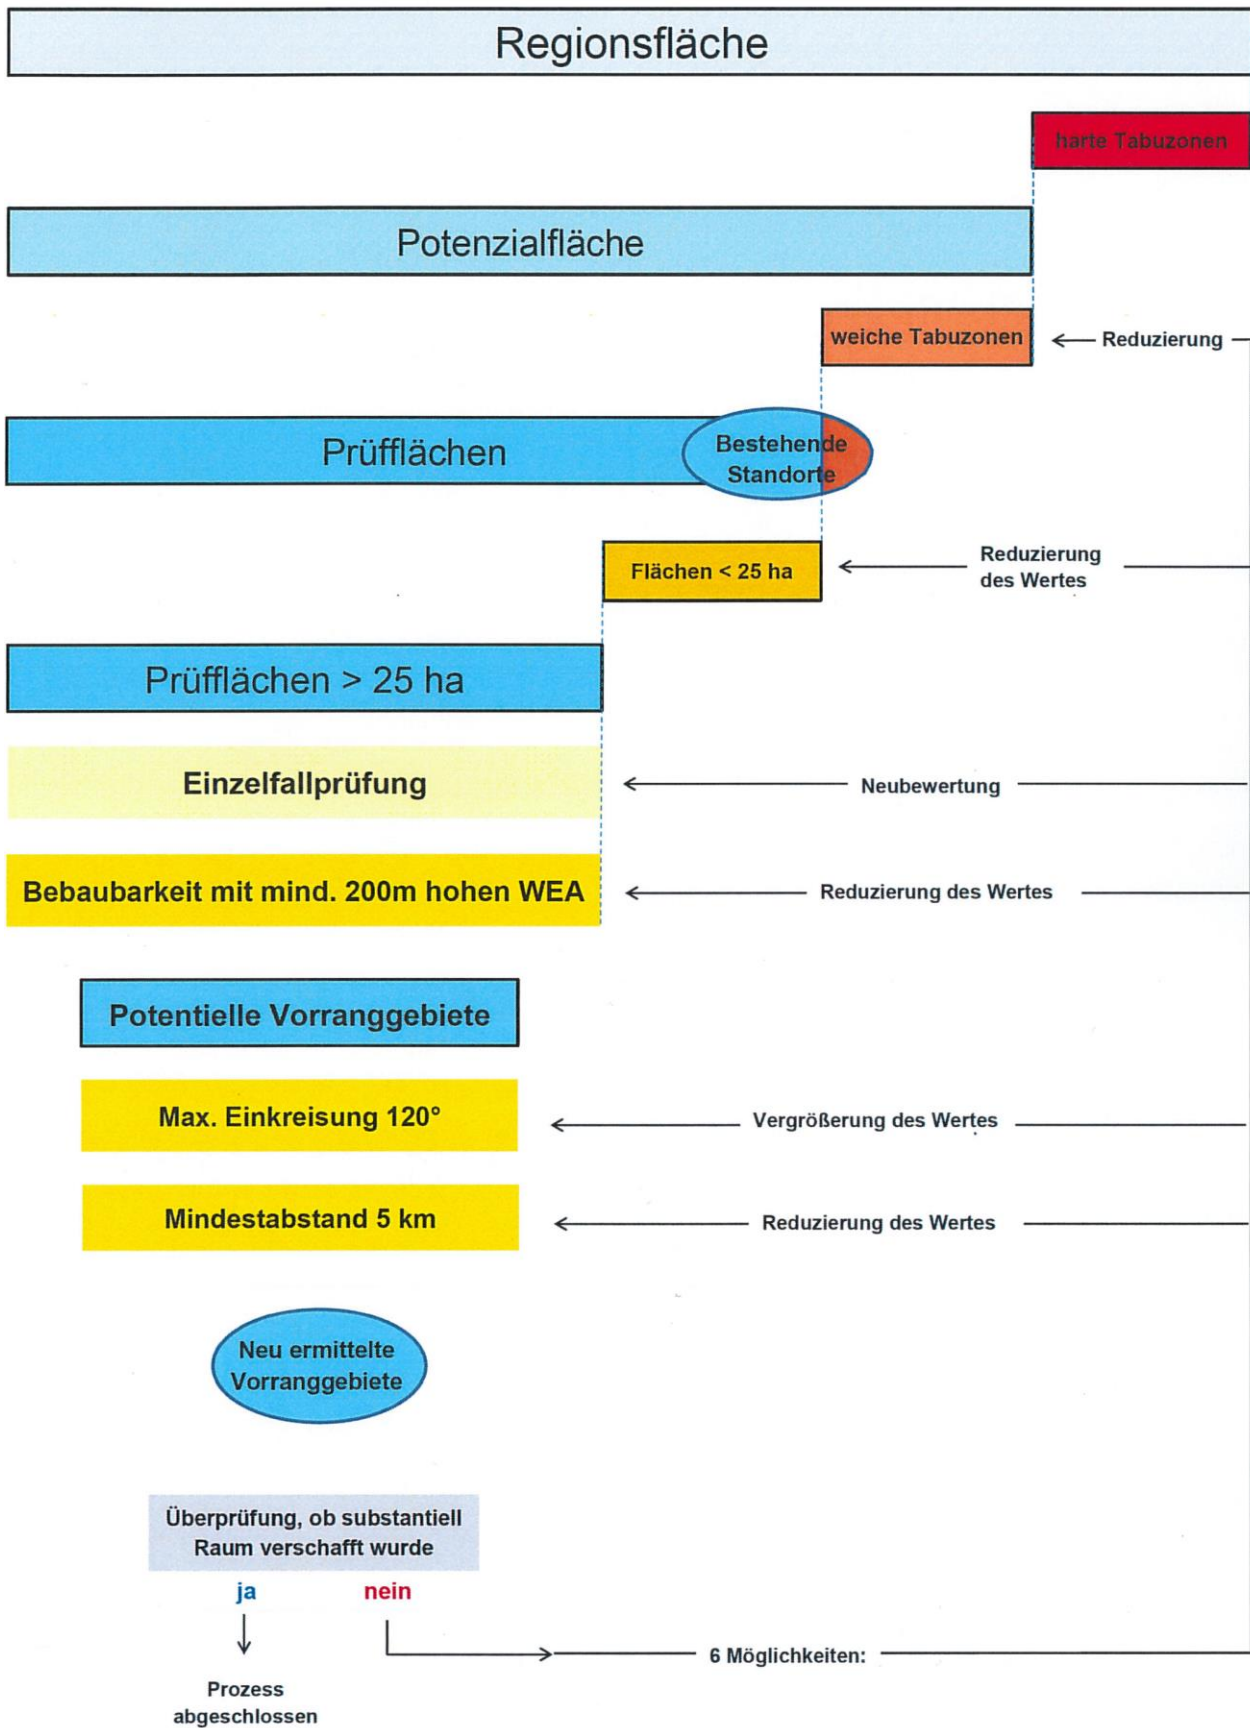 Regionsfläche
harte Tabuzonen
Potenzialfläche
weiche Tabuzonen
Reduzierung
Prüfflächen
Bestehende
Standorte
Flächen < 25 ha
Reduzierung
des Wertes
Prüfflächen > 25 ha
Einzelfallprüfung
Neubewertung
Bebaubarkeit mit mind. 200m hohen WEA
Reduzierung des Wertes
Potentielle Vorranggebiete
Max. Einkreisung 120°
Vergrößerung des Wertes
Mindestabstand 5 km
Reduzierung des Wertes
Neu ermittelte
Vorranggebiete
Überprüfung, ob substantiell
Raum verschafft wurde
ja
nein
6 Möglichkeiten:
Prozess
abgeschlossen